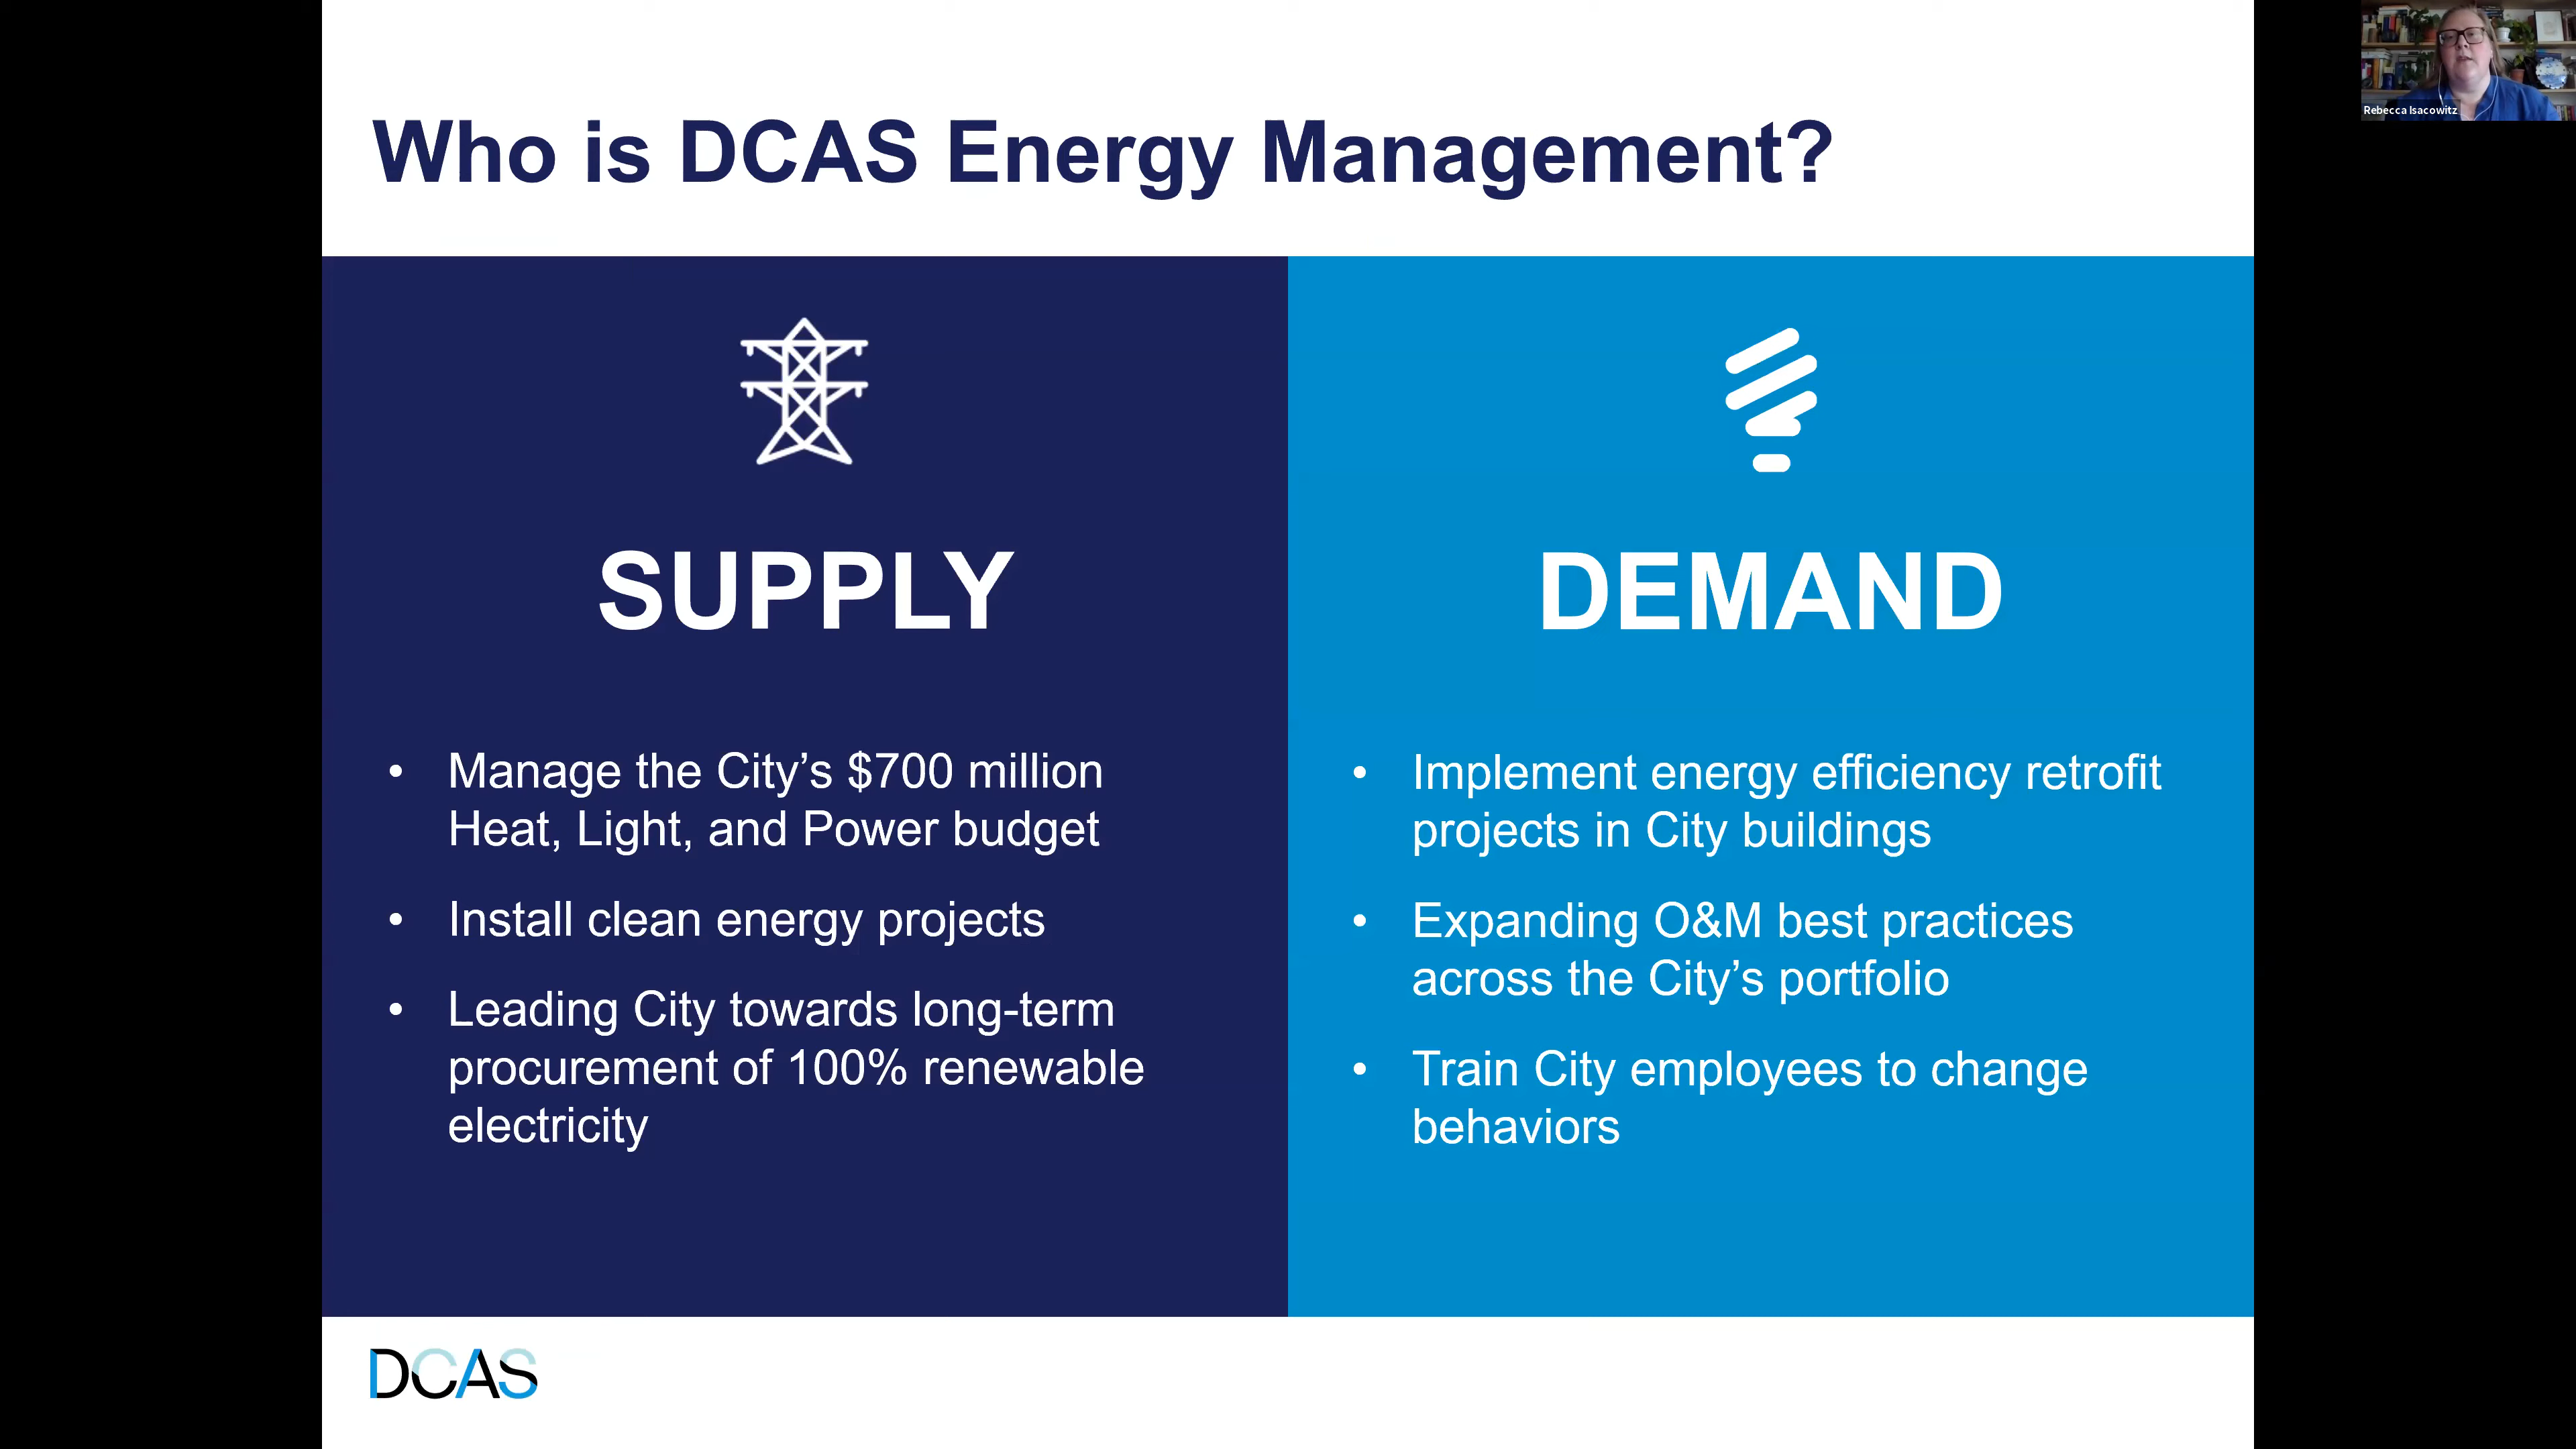 Who is DCAS Energy Management?
Rebecca Isacowitz
SUPPLY
• Manage the City’s $700 million
Heat, Light, and Power budget
• Install clean energy projects
• Leading City towards long-term
procurement of 100% renewable
electricity
DEMAND
• Implement energy efficiency retrofit
projects in City buildings
• Expanding O&M best practices
across the City’s portfolio
• Train City employees to change
behaviors
DCAS